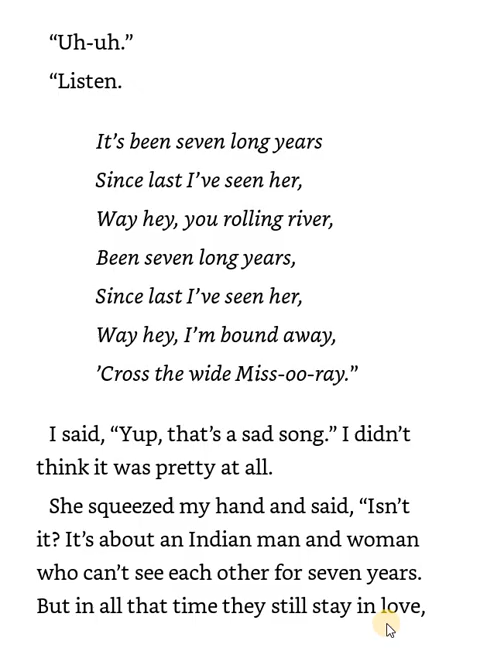 “Uh-uh.”
“Listen.
It’s been seven long years
Since last I’ve seen her,
Way hey, you rolling river,
Been seven long years,
Since last I’ve seen her,
Way hey, I’m bound away,
’Cross the wide Miss-oo-ray.”
I said, “Yup, that’s a sad song.” I didn’t
think it was pretty at all.
She squeezed my hand and said, “Isn’t
it? It’s about an Indian man and woman
who can’t see each other for seven years.
But in all that time they still stay in love,